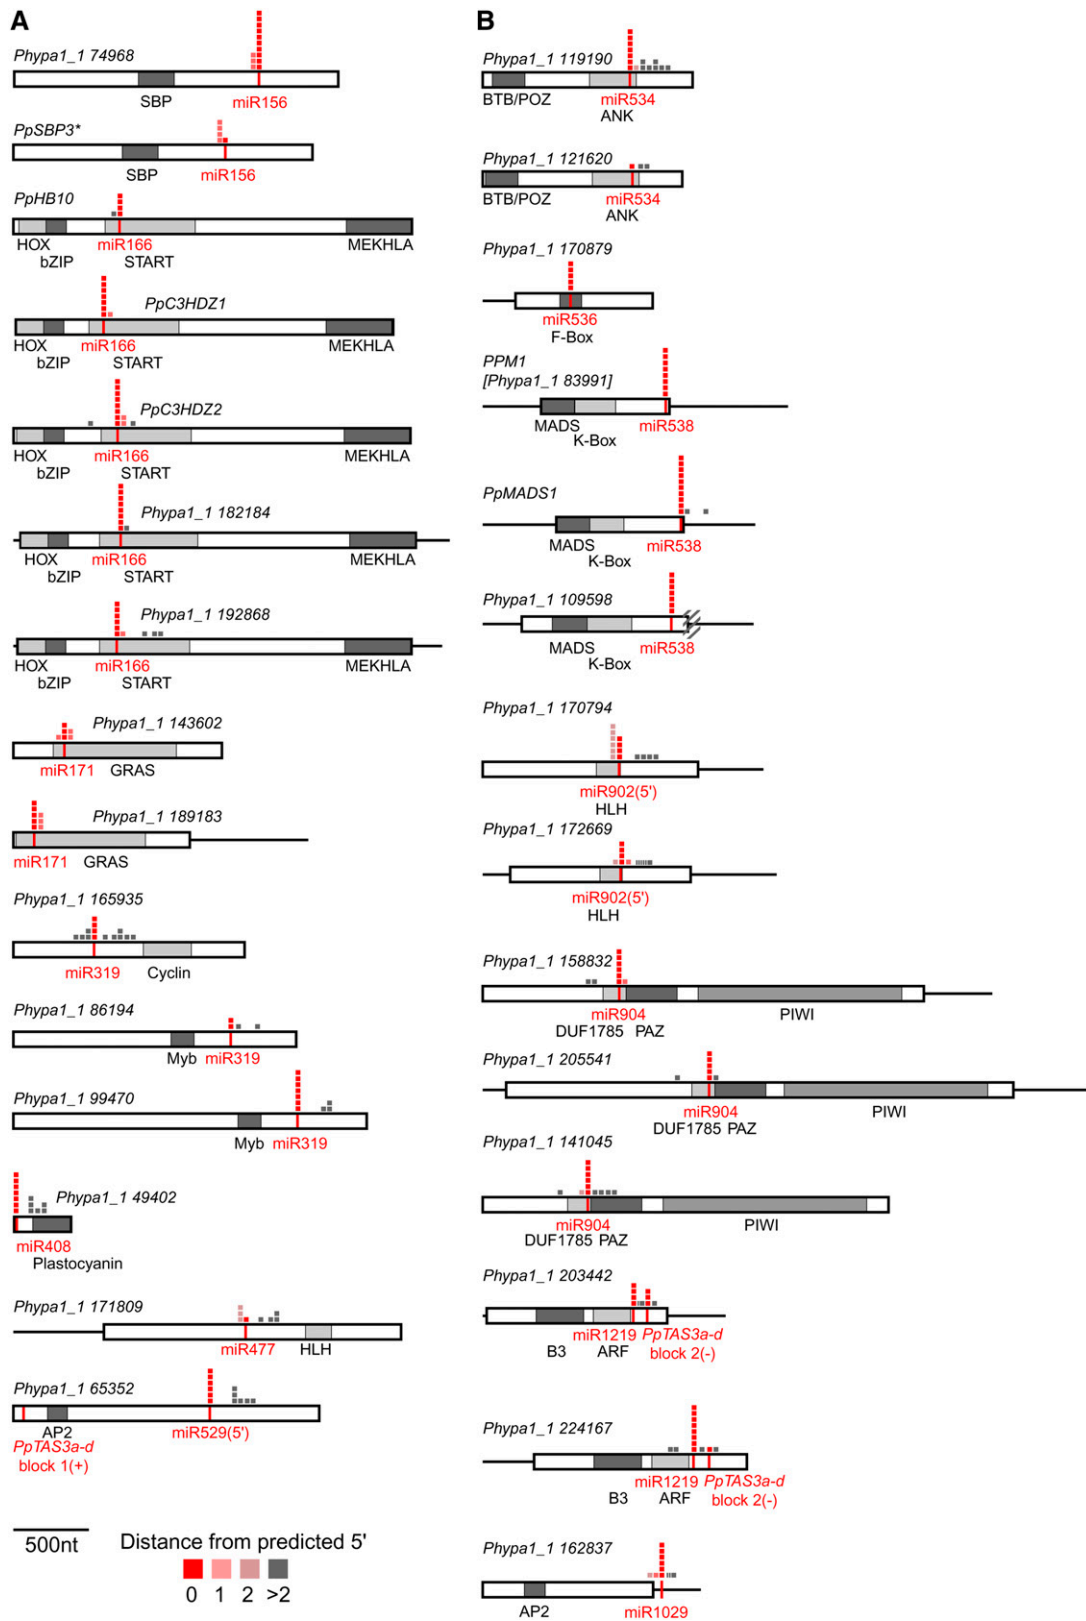 A
Phypa1_1 74968
SBP
miR156
PpSBP3*
SBP
miR156
PpHB10
HOX
miR166
MEKHLA
bZIP
START
PpC3HDZ1
HOX
miR166
MEKHLA
bZIP
START
PpC3HDZ2
HOX
miR166
MEKHLA
bZIP
START
Phypa1_1 182184
HOX
miR166
MEKHLA
bZIP
START
Phypa1_1 192868
HOX
miR166
MEKHLA
bZIP
START
Phypa1_1 143602
miR171
GRAS
Phypa1_1 189183
miR171
GRAS
Phypa1_1 165935
miR319
Cyclin
Phypa1_1 86194
Myb
miR319
Phypa1_1 99470
Myb
miR319
Phypa1_1 49402
miR408
Plastocyanin
Phypa1_1 171809
miR477
HLH
Phypa1_1 65352
AP2
miR529(5')
PpTAS3a-d
block 1(+)
500nt
Distance from predicted 5'
0 1 2 >2
B
Phypa1_1 119190
BTB/POZ
miR534
ANK
Phypa1_1 121620
BTB/POZ
miR534
ANK
Phypa1_1 170879
miR536
F-Box
PPM1
[Phypa1_1 83991]
MADS
miR538
K-Box
PpMADS1
MADS
miR538
K-Box
Phypa1_1 109598
MADS
miR538
K-Box
Phypa1_1 170794
miR902(5')
HLH
Phypa1_1 172669
miR902(5')
HLH
Phypa1_1 158832
miR904
PIWI
DUF1785 PAZ
Phypa1_1 205541
miR904
PIWI
DUF1785 PAZ
Phypa1_1 141045
miR904
PIWI
DUF1785 PAZ
Phypa1_1 203442
miR1219
PpTAS3a-d
B3
ARF
block 2(-)
Phypa1_1 224167
miR1219
PpTAS3a-d
B3
ARF
block 2(-)
Phypa1_1 162837
AP2
miR1029